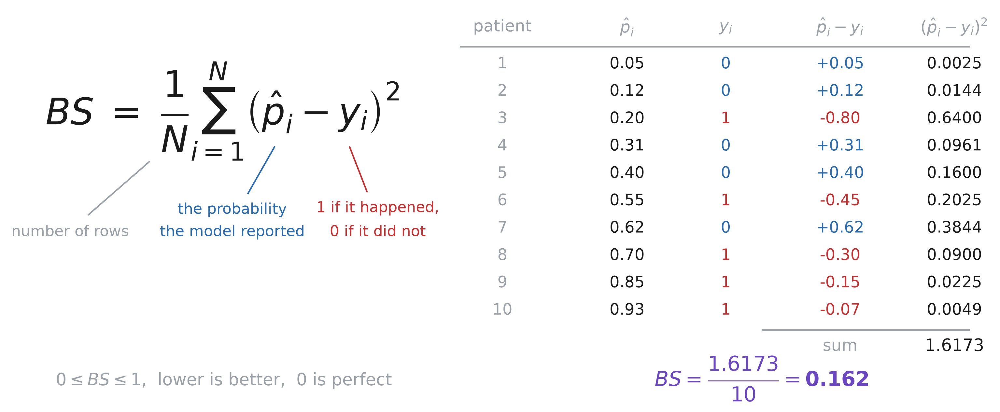 BS = 1/N ∑_{i=1}^{N} (p̂_i − y_i)²
number of rows
the probability
the model reported
1 if it happened,
0 if it did not
0 ≤ BS ≤ 1, lower is better, 0 is perfect
patient p̂_i y_i p̂_i − y_i (p̂_i − y_i)²
1 0.05 0 +0.05 0.0025
2 0.12 0 +0.12 0.0144
3 0.20 1 -0.80 0.6400
4 0.31 0 +0.31 0.0961
5 0.40 0 +0.40 0.1600
6 0.55 1 -0.45 0.2025
7 0.62 0 +0.62 0.3844
8 0.70 1 -0.30 0.0900
9 0.85 1 -0.15 0.0225
10 0.93 1 -0.07 0.0049
sum 1.6173
BS = 1.6173/10 = 0.162